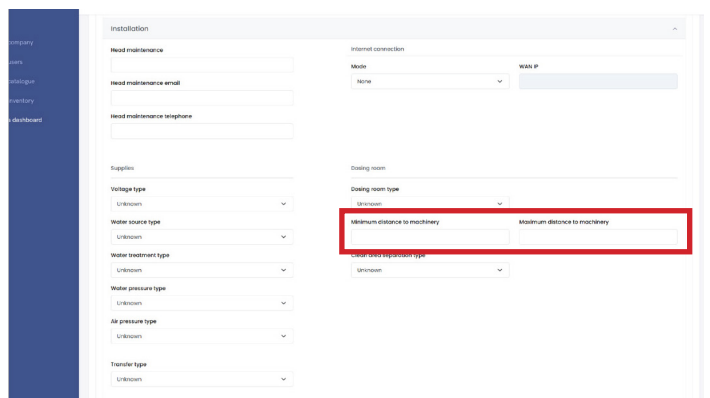 Installation
company
users
catalogue
inventory
s dashboard
Head maintenance
Head maintenance email
Head maintenance telephone
Internet connection
Mode
WAN IP
None
Supplies
Voltage type
Unknown
Water source type
Unknown
Water treatment type
Unknown
Water pressure type
Unknown
Air pressure type
Unknown
Transfer type
Unknown
Dosing room
Dosing room type
Unknown
Minimum distance to machinery
Maximum distance to machinery
Clean area separation type
Unknown